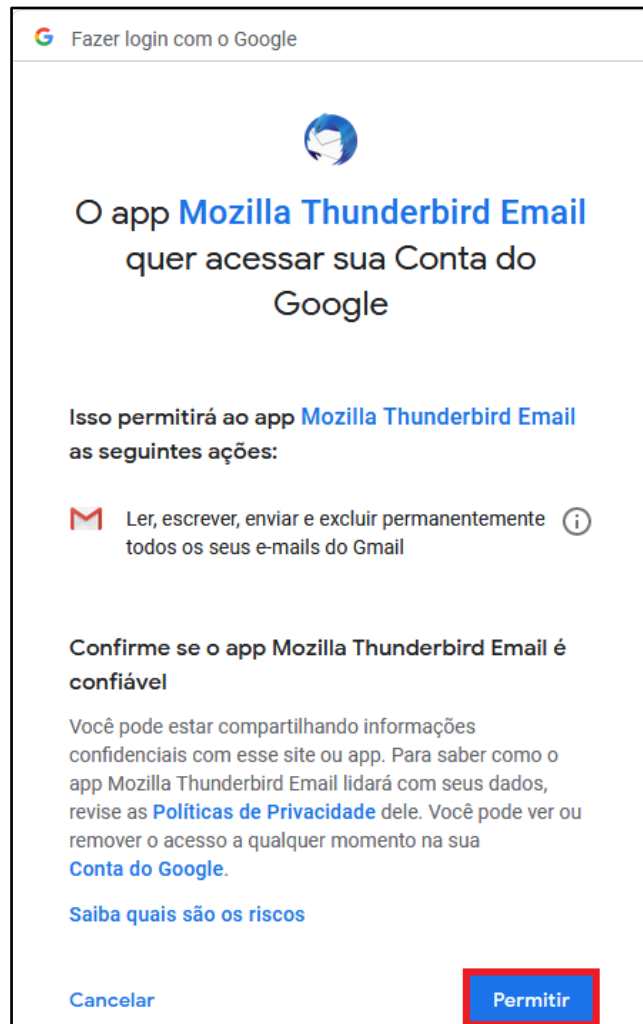 Fazer login com o Google
O app Mozilla Thunderbird Email
quer acessar sua Conta do
Google
Isso permitirá ao app Mozilla Thunderbird Email
as seguintes ações:
Ler, escrever, enviar e excluir permanentemente
todos os seus e-mails do Gmail
Confirme se o app Mozilla Thunderbird Email é
confiável
Você pode estar compartilhando informações
confidenciais com esse site ou app. Para saber como o
app Mozilla Thunderbird Email lidará com seus dados,
revise as Políticas de Privacidade dele. Você pode ver ou
remover o acesso a qualquer momento na sua
Conta do Google.
Saiba quais são os riscos
Cancelar Permitir